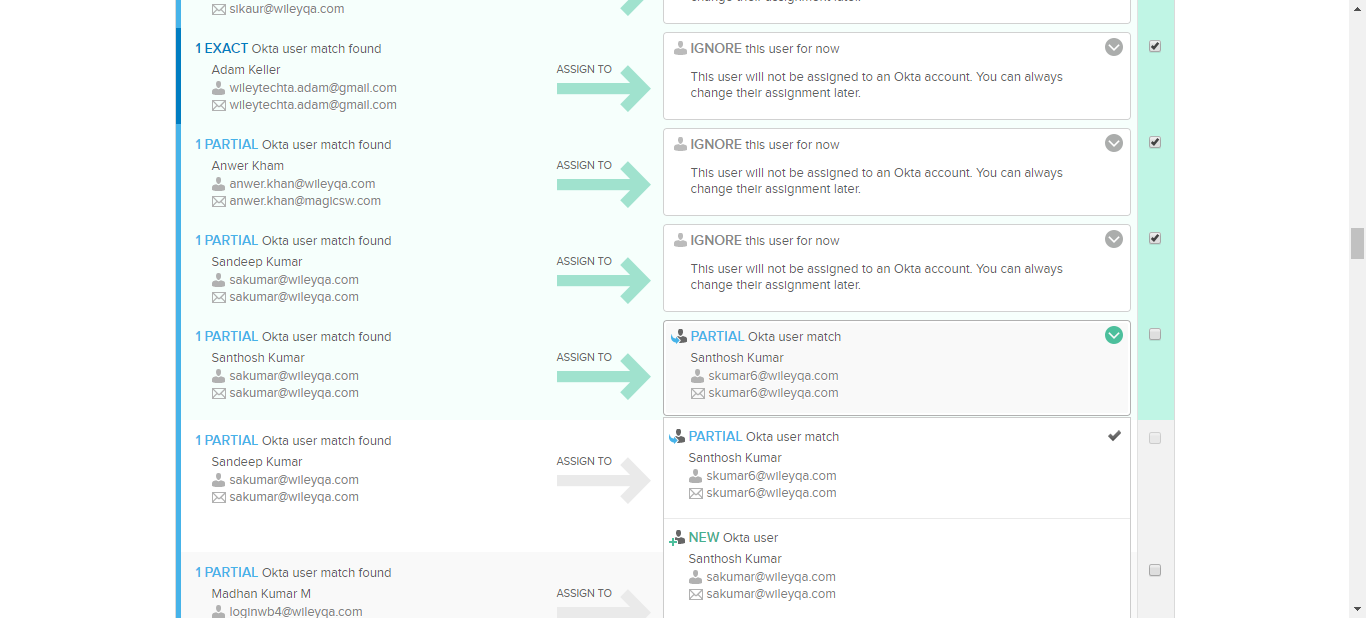 sikaur@wileyqa.com
change their assignment later.
1 EXACT Okta user match found
Adam Keller
wileytechta.adam@gmail.com
wileytechta.adam@gmail.com
ASSIGN TO
IGNORE this user for now
This user will not be assigned to an Okta account. You can always
change their assignment later.
1 PARTIAL Okta user match found
Anwer Kham
anwer.khan@wileyqa.com
anwer.khan@magicsw.com
ASSIGN TO
IGNORE this user for now
This user will not be assigned to an Okta account. You can always
change their assignment later.
1 PARTIAL Okta user match found
Sandeep Kumar
sakumar@wileyqa.com
sakumar@wileyqa.com
ASSIGN TO
IGNORE this user for now
This user will not be assigned to an Okta account. You can always
change their assignment later.
1 PARTIAL Okta user match found
Santhosh Kumar
sakumar@wileyqa.com
sakumar@wileyqa.com
ASSIGN TO
PARTIAL Okta user match
Santhosh Kumar
skumar6@wileyqa.com
skumar6@wileyqa.com
1 PARTIAL Okta user match found
Sandeep Kumar
sakumar@wileyqa.com
sakumar@wileyqa.com
ASSIGN TO
PARTIAL Okta user match
Santhosh Kumar
skumar6@wileyqa.com
skumar6@wileyqa.com
NEW Okta user
Santhosh Kumar
sakumar@wileyqa.com
sakumar@wileyqa.com
1 PARTIAL Okta user match found
Madhan Kumar M
loginwb4@wileyqa.com
ASSIGN TO